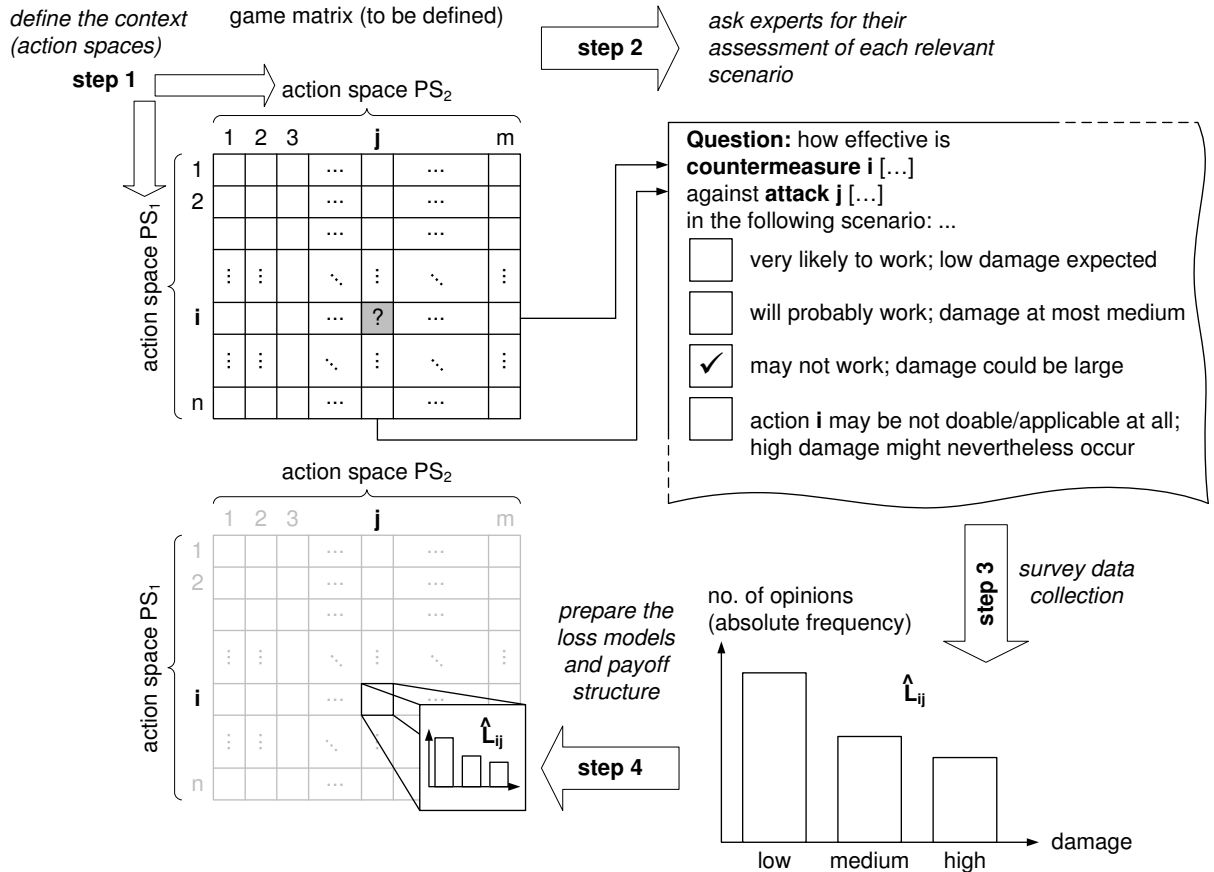 define the context
(action spaces)
game matrix (to be defined)
step 1
step 2
ask experts for their
assessment of each relevant
scenario
action space PS₂
1 2 3 j m
action space PS₁
1 ... ...
2 ... ...
... ...
⋮ ⋮ ⋱ ⋮ ⋱ ⋮
i ... ? ...
⋮ ⋮ ⋱ ⋮ ⋱ ⋮
n ... ...
Question: how effective is
countermeasure i [...]
against attack j [...]
in the following scenario: ...
very likely to work; low damage expected
will probably work; damage at most medium
✓ may not work; damage could be large
action i may be not doable/applicable at all;
high damage might nevertheless occur
step 3
survey data
collection
no. of opinions
(absolute frequency)
L̂ᵢⱼ
low medium high
damage
step 4
prepare the
loss models
and payoff
structure
action space PS₂
1 2 3 j m
action space PS₁
1 ... ...
2 ... ...
... ...
⋮ ⋮ ⋱ ⋮ ⋱ ⋮
i ... ...
L̂ᵢⱼ
⋮ ⋮ ⋱ ⋮
n ...